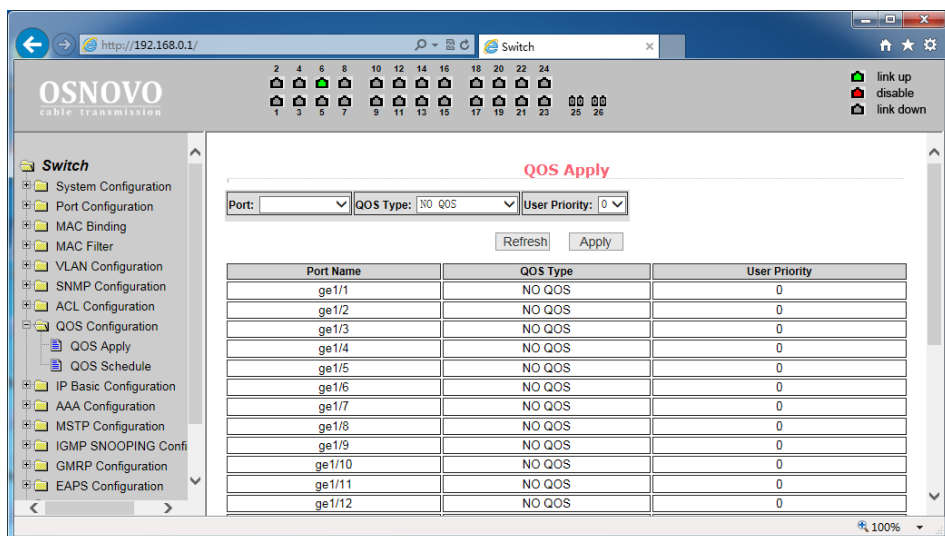 http://192.168.0.1/
Switch
OSNOVO
cable transmission
2 4 6 8 10 12 14 16 18 20 22 24
1 3 5 7 9 11 13 15 17 19 21 23 25 26
link up
disable
link down
Switch
System Configuration
Port Configuration
MAC Binding
MAC Filter
VLAN Configuration
SNMP Configuration
ACL Configuration
QOS Configuration
QOS Apply
QOS Schedule
IP Basic Configuration
AAA Configuration
MSTP Configuration
IGMP SNOOPING Confi
GMRP Configuration
EAPS Configuration
QOS Apply
Port: QOS Type: NO QOS User Priority: 0
Refresh Apply
Port Name QOS Type User Priority
ge1/1 NO QOS 0
ge1/2 NO QOS 0
ge1/3 NO QOS 0
ge1/4 NO QOS 0
ge1/5 NO QOS 0
ge1/6 NO QOS 0
ge1/7 NO QOS 0
ge1/8 NO QOS 0
ge1/9 NO QOS 0
ge1/10 NO QOS 0
ge1/11 NO QOS 0
ge1/12 NO QOS 0
100%